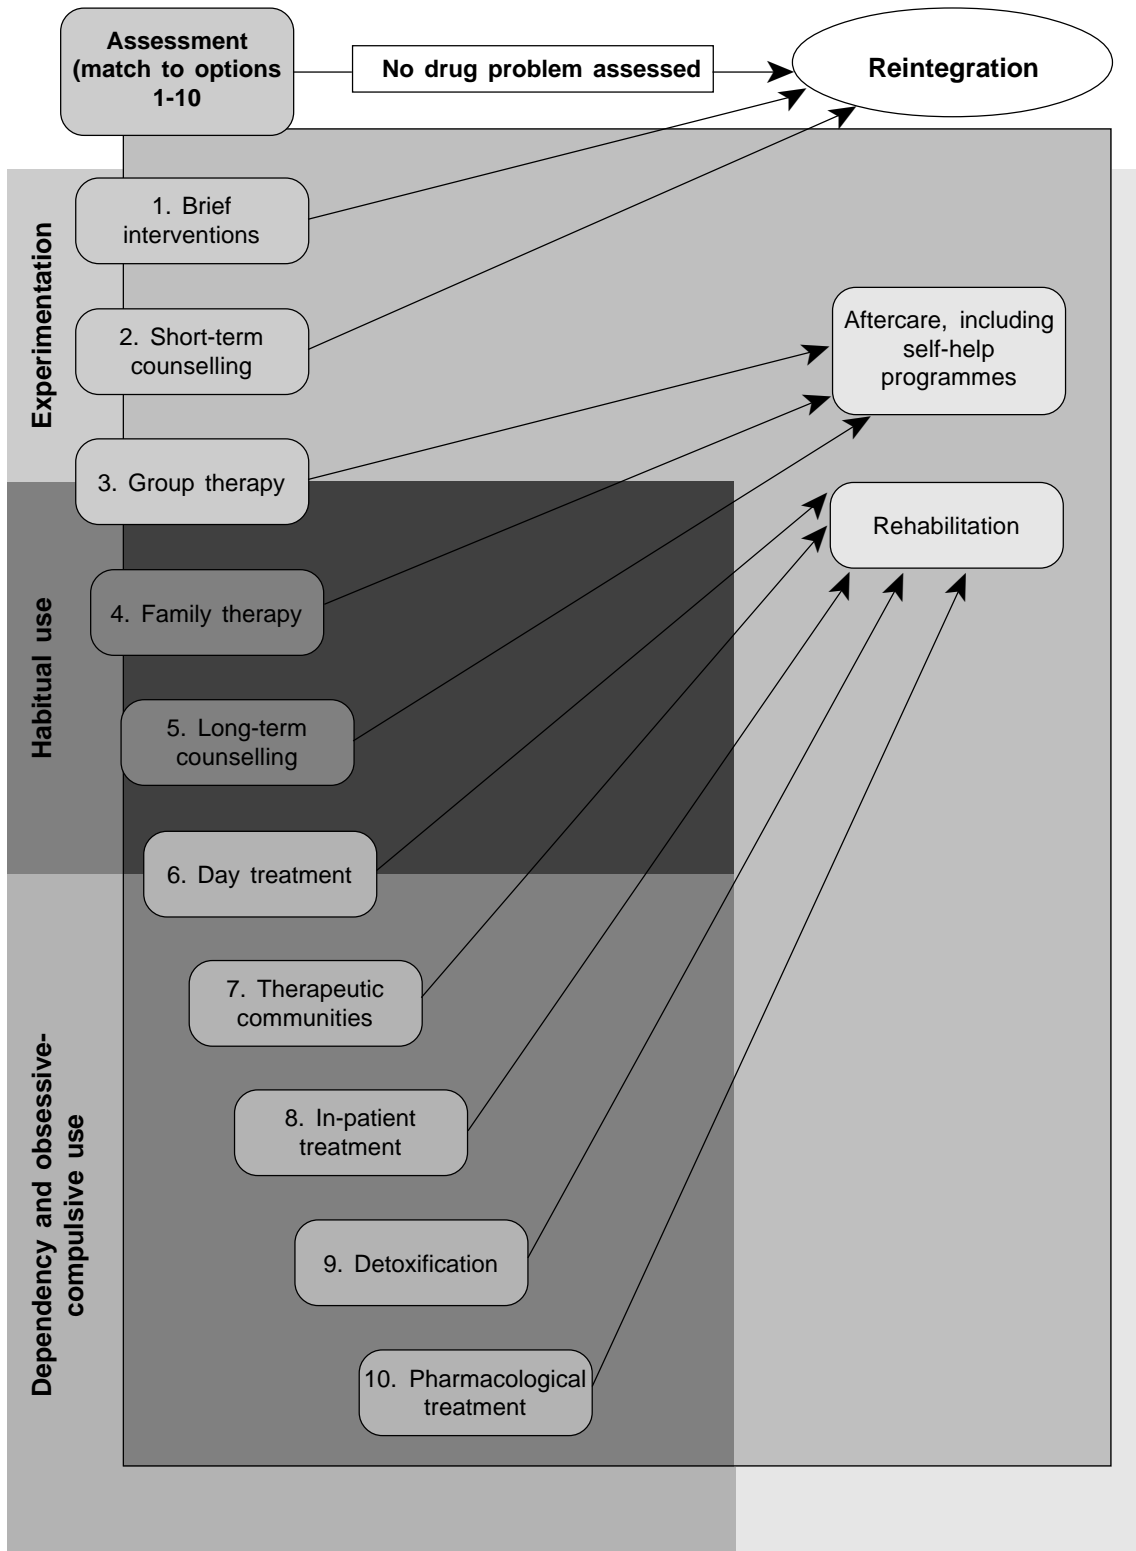 Assessment
(match to options
1-10
No drug problem assessed
Reintegration
Experimentation
1. Brief
interventions
2. Short-term
counselling
3. Group therapy
Aftercare, including
self-help
programmes
Rehabilitation
Habitual use
4. Family therapy
5. Long-term
counselling
6. Day treatment
Dependency and obsessive-
compulsive use
7. Therapeutic
communities
8. In-patient
treatment
9. Detoxification
10. Pharmacological
treatment